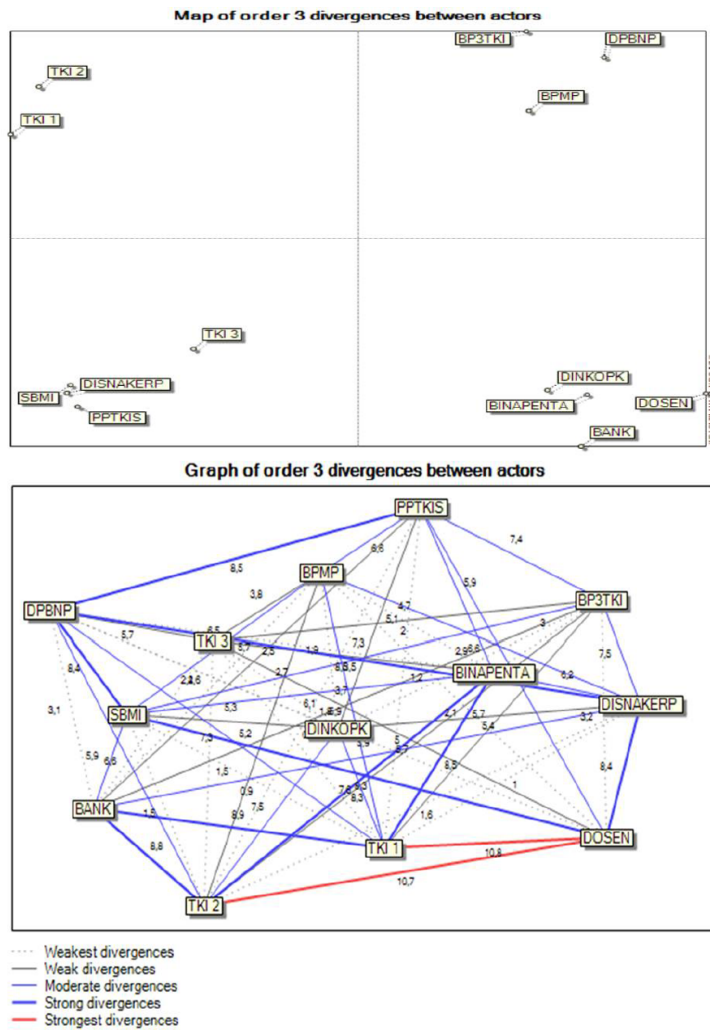 Map of order 3 divergences between actors
BP3TKI
DPBNP
TKI 2
BPMP
TKI 1
TKI 3
DISNAKERP
SBMI
PPTKIS
DINKOPK
BINAPENTA
DOSEN
BANK
Graph of order 3 divergences between actors
PPTKIS
7,4
6,6
8,5
BPMP
5,9
3,8
BP3TKI
DPBNP
4,7
5,1
3
5,7
6,5
2
TKI 3
1,9
7,3
7,5
2,7
1,2
BINAPENTA
8,4
6,2
3,7
DISNAKERP
3,1
SBMI
5,3
6,1
2,1
5,7
3,2
DINKOPK
7,3
5,2
5,9
5,4
5,9
6,6
1,5
8,5
8,4
0,9
1
BANK
1,5
7,5
8,3
8,9
1,6
DOSEN
8,8
TKI 1
10,8
10,7
TKI 2
Weakest divergences
Weak divergences
Moderate divergences
Strong divergences
Strongest divergences